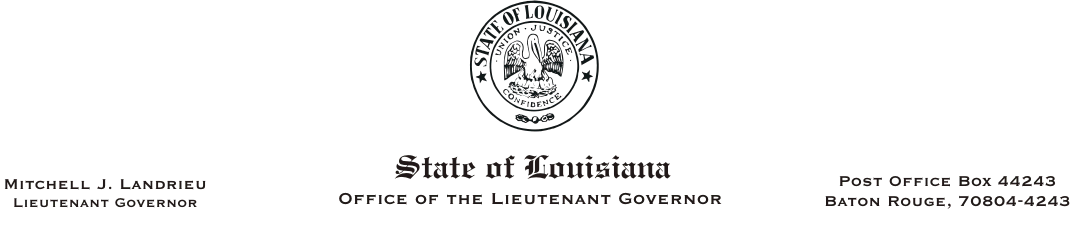 STATE OF LOUISIANA
UNION · JUSTICE
CONFIDENCE
State of Louisiana
OFFICE OF THE LIEUTENANT GOVERNOR
MITCHELL J. LANDRIEU
LIEUTENANT GOVERNOR
POST OFFICE BOX 44243
BATON ROUGE, 70804-4243